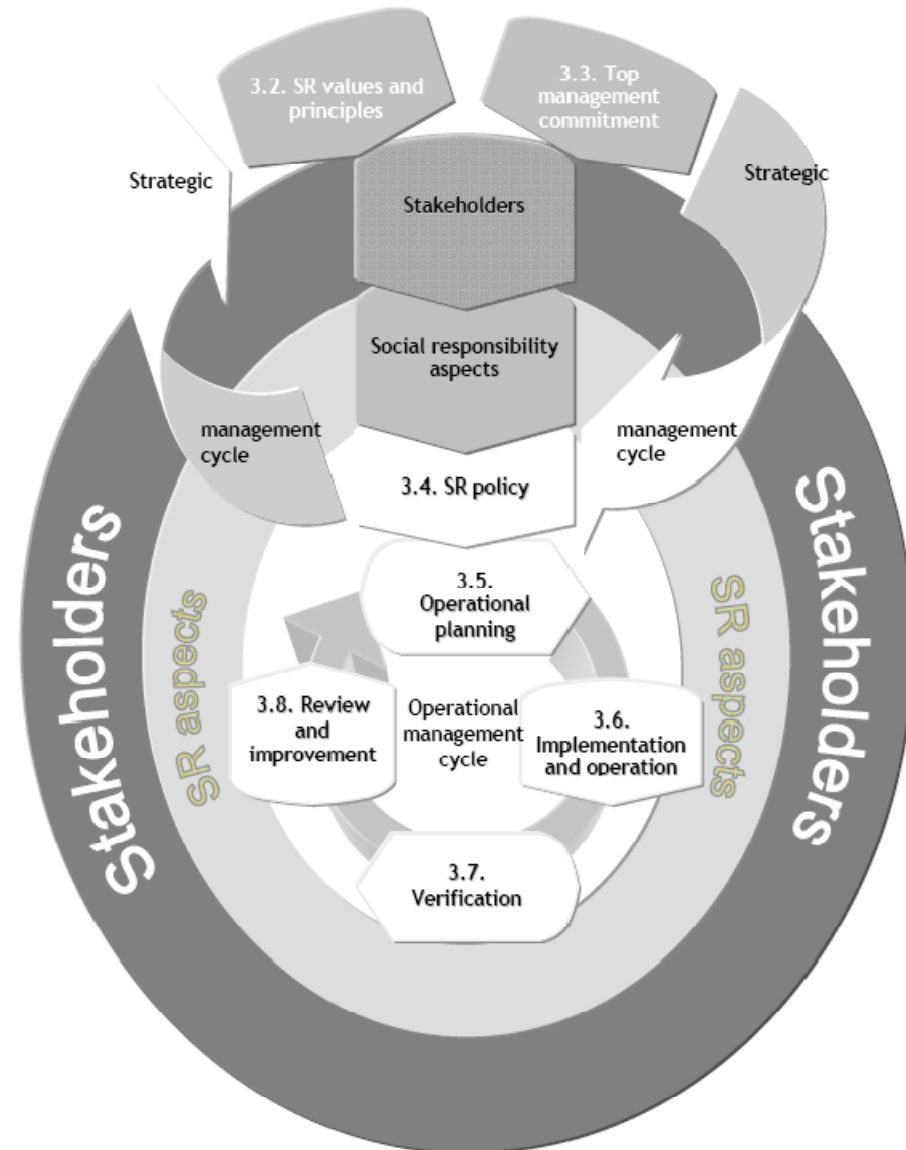 3.2. SR values and
principles
3.3. Top
management
commitment
Strategic
Strategic
Stakeholders
Social responsibility
aspects
management
cycle
management
cycle
3.4. SR policy
Stakeholders
Stakeholders
SR aspects
SR aspects
3.5.
Operational
planning
3.8. Review
and
improvement
Operational
management
cycle
3.6.
Implementation
and operation
3.7.
Verification